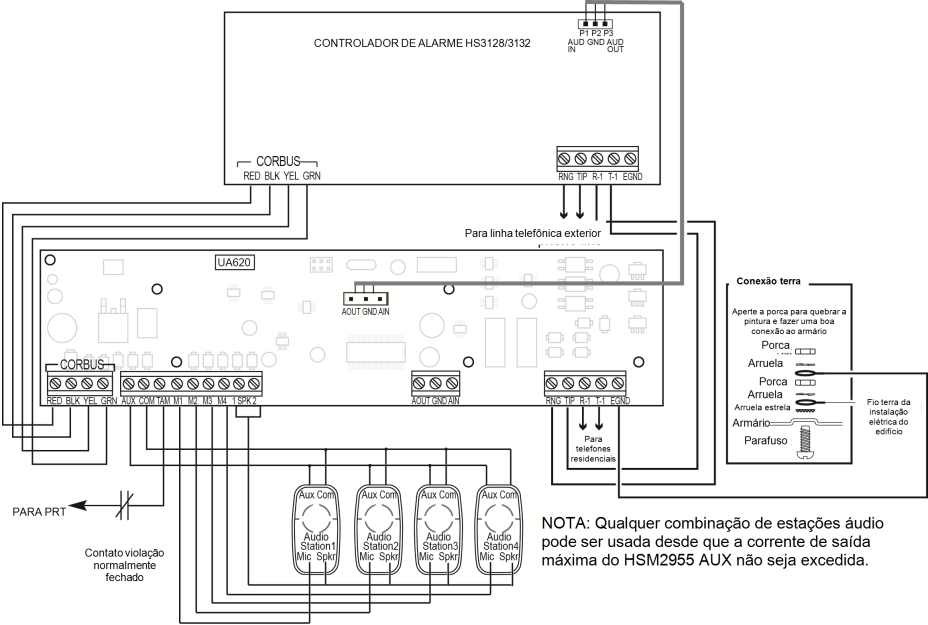 P1 P2 P3
AUD GND AUD
IN OUT
CONTROLADOR DE ALARME HS3128/3132
CORBUS
RED BLK YEL GRN
RNG TIP R-1 T-1 EGND
Para linha telefônica exterior
UA620
AOUT GND AIN
CORBUS
RED BLK YEL GRN
AUX COM TAM M1 M2 M3 M4 1 SPK 2
AOUT GND AIN
RNG TIP R-1 T-1 EGND
Para
telefones
residenciais
Conexão terra
Aperte a porca para quebrar a
pintura e fazer uma boa
conexão ao armário
Porca
Arruela
Porca
Arruela
Arruela estrela
Armário
Parafuso
Fio terra da
instalação
elétrica do
edifício
PARA PRT
Contato violação
normalmente
fechado
Aux Com
Audio
Station1
Mic Spkr
Aux Com
Audio
Station2
Mic Spkr
Aux Com
Audio
Station3
Mic Spkr
Aux Com
Audio
Station4
Mic Spkr
NOTA: Qualquer combinação de estações áudio
pode ser usada desde que a corrente de saída
máxima do HSM2955 AUX não seja excedida.